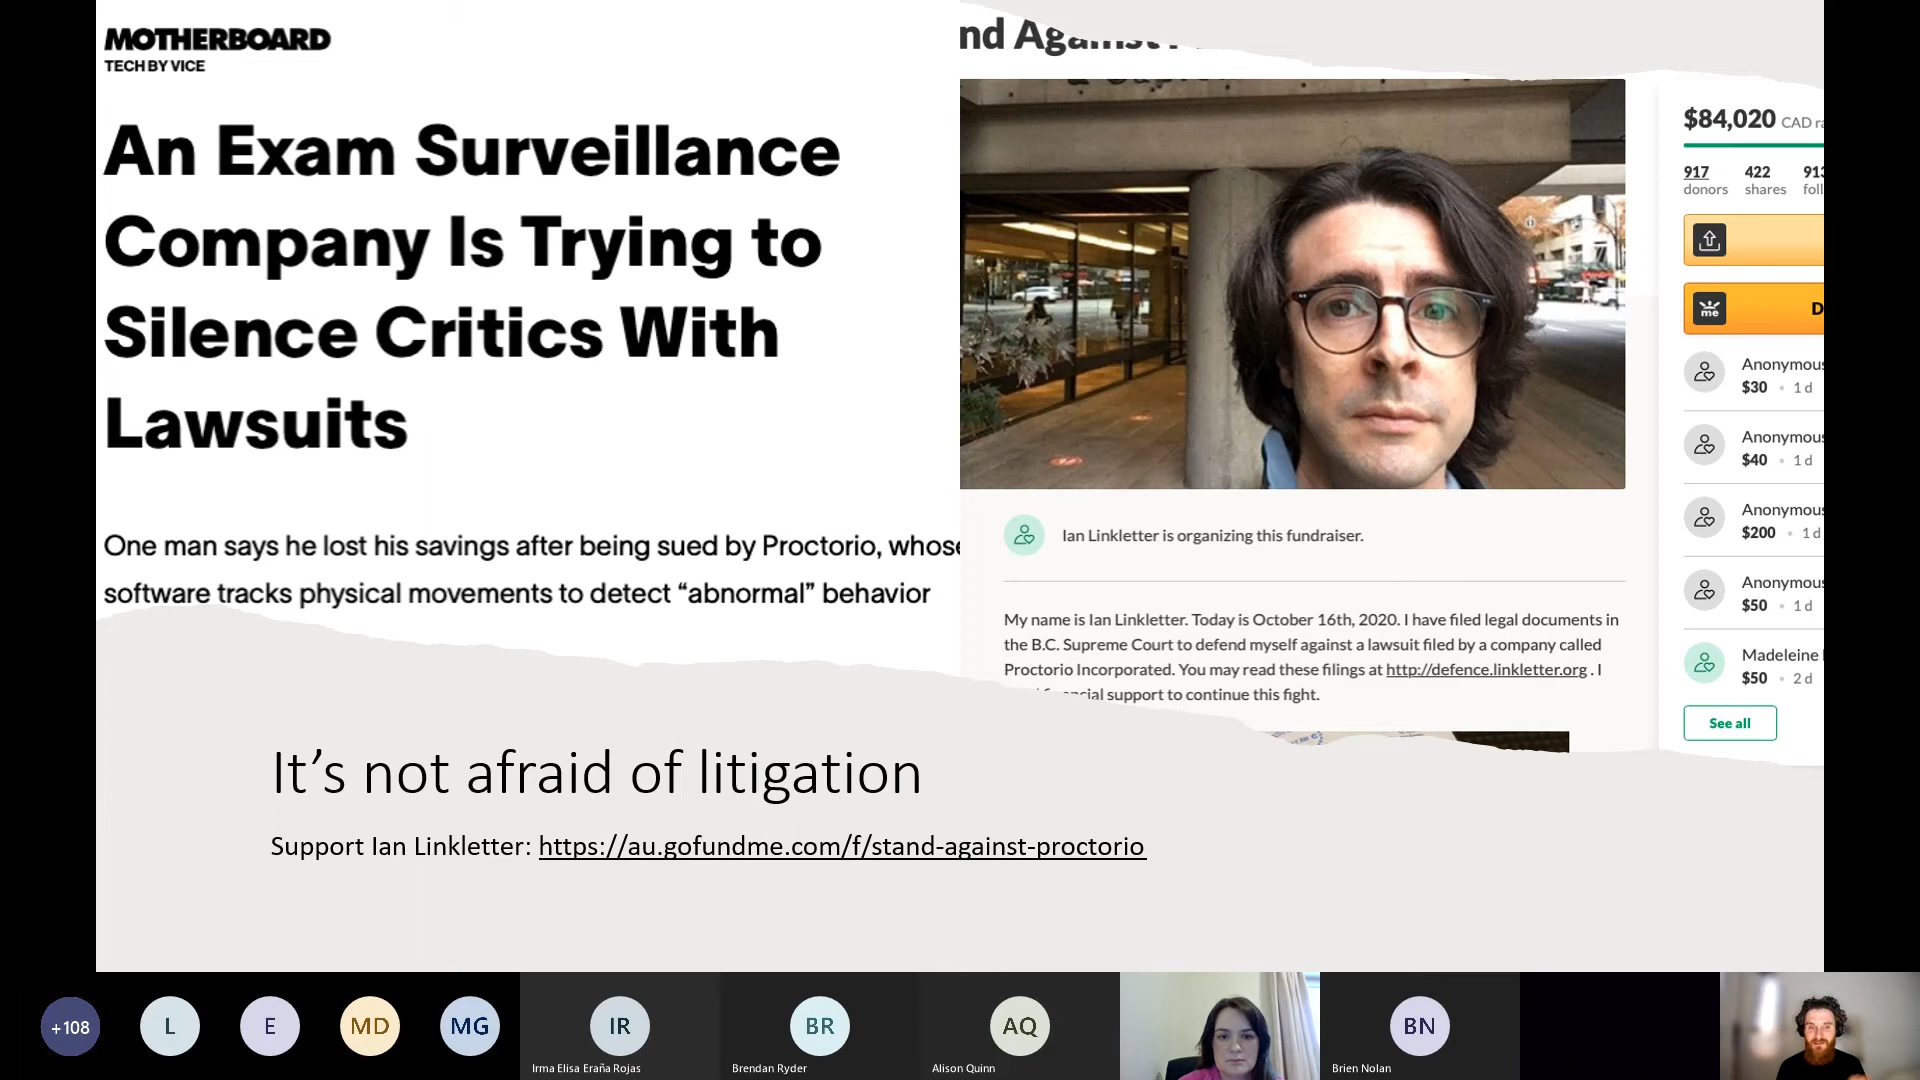 MOTHERBOARD
TECH BY VICE
An Exam Surveillance
Company Is Trying to
Silence Critics With
Lawsuits
One man says he lost his savings after being sued by Proctorio, whose
software tracks physical movements to detect “abnormal” behavior
nd Against
$84,020 CAD
917 422 913
donors shares
D
me
Anonymous
$30 • 1 d
Anonymous
$40 • 1 d
Anonymous
$200 • 1 d
Anonymous
$50 • 1 d
Madeleine
$50 • 2 d
See all
Ian Linkletter is organizing this fundraiser.
My name is Ian Linkletter. Today is October 16th, 2020. I have filed legal documents in
the B.C. Supreme Court to defend myself against a lawsuit filed by a company called
Proctorio Incorporated. You may read these filings at http://defence.linkletter.org . I
support to continue this fight.
It’s not afraid of litigation
Support Ian Linkletter: https://au.gofundme.com/f/stand-against-proctorio
+108
L
E
MD
MG
IR
Irma Elisa Eraña Rojas
BR
Brendan Ryder
AQ
Alison Quinn
BN
Brien Nolan